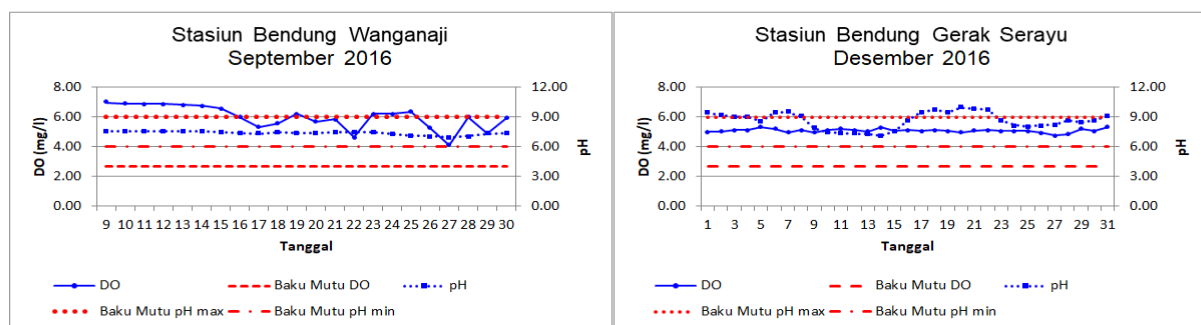 Stasiun Bendung Wanganaji
September 2016
8.00
6.00
4.00
2.00
0.00
DO (mg/l)
12.00
9.00
6.00
3.00
0.00
pH
9 10 11 12 13 14 15 16 17 18 19 20 21 22 23 24 25 26 27 28 29 30
Tanggal
DO
Baku Mutu DO
pH
Baku Mutu pH max
Baku Mutu pH min
Stasiun Bendung Gerak Serayu
Desember 2016
8.00
6.00
4.00
2.00
0.00
DO (mg/l)
12.00
9.00
6.00
3.00
0.00
pH
1 3 5 7 9 11 13 15 17 19 21 23 25 27 29 31
Tanggal
DO
Baku Mutu DO
pH
Baku Mutu pH max
Baku Mutu pH min